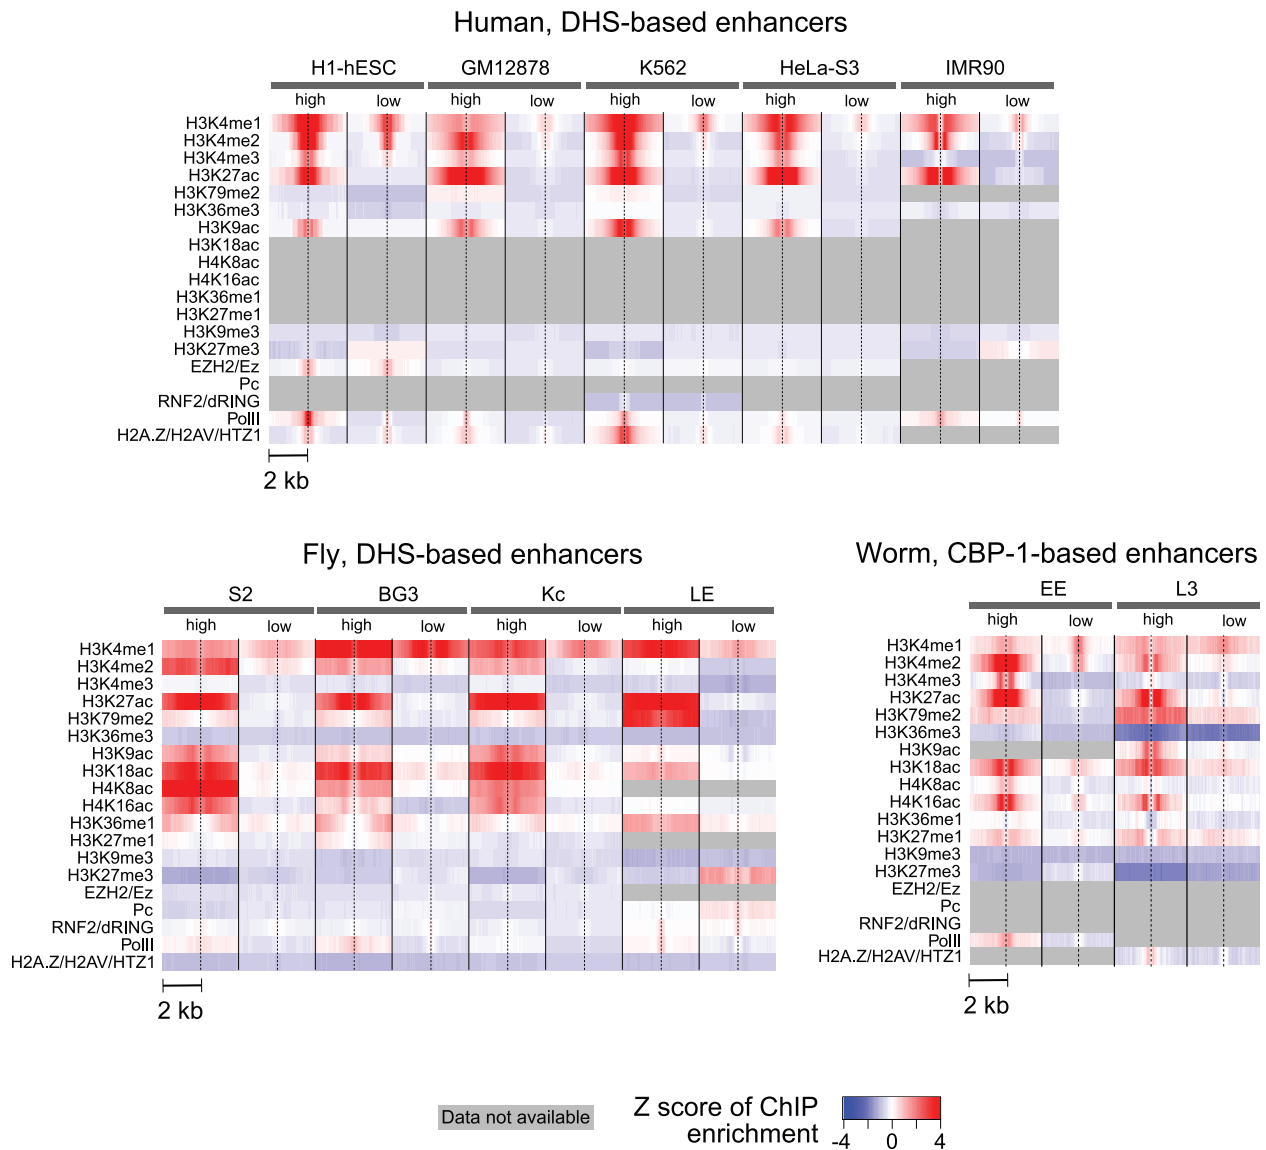 Human, DHS-based enhancers
H1-hESC GM12878 K562 HeLa-S3 IMR90
high low high low high low high low high low
H3K4me1
H3K4me2
H3K4me3
H3K27ac
H3K79me2
H3K36me3
H3K9ac
H3K18ac
H4K8ac
H4K16ac
H3K36me1
H3K27me1
H3K9me3
H3K27me3
EZH2/Ez
Pc
RNF2/dRING
PolII
H2A.Z/H2AV/HTZ1
2 kb
Fly, DHS-based enhancers
S2 BG3 Kc LE
high low high low high low high low
H3K4me1
H3K4me2
H3K4me3
H3K27ac
H3K79me2
H3K36me3
H3K9ac
H3K18ac
H4K8ac
H4K16ac
H3K36me1
H3K27me1
H3K9me3
H3K27me3
EZH2/Ez
Pc
RNF2/dRING
PolII
H2A.Z/H2AV/HTZ1
2 kb
Worm, CBP-1-based enhancers
EE L3
high low high low
H3K4me1
H3K4me2
H3K4me3
H3K27ac
H3K79me2
H3K36me3
H3K9ac
H3K18ac
H4K8ac
H4K16ac
H3K36me1
H3K27me1
H3K9me3
H3K27me3
EZH2/Ez
Pc
RNF2/dRING
PolII
H2A.Z/H2AV/HTZ1
2 kb
Data not available
Z score of ChIP
enrichment
-4 0 4